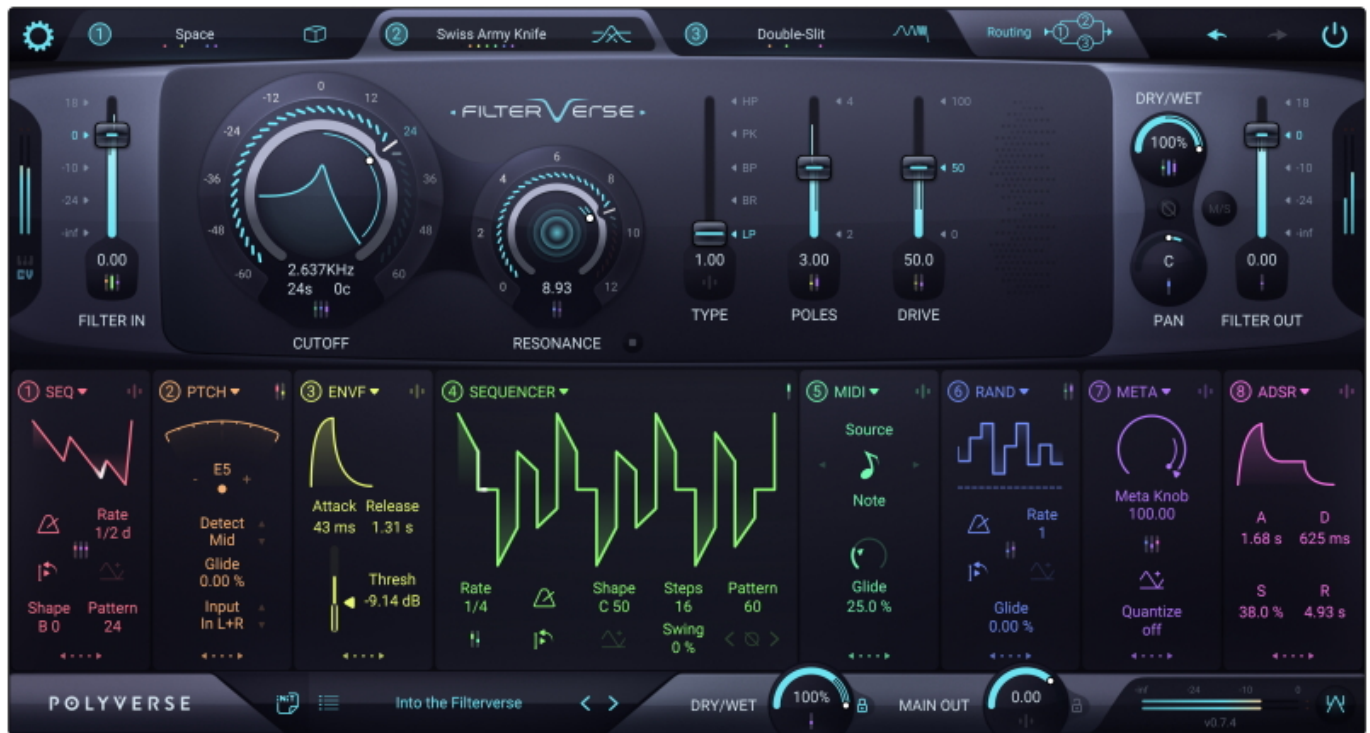 1 Space 2 Swiss Army Knife 3 Double-Slit Routing 1 2 3
FILTERVERSE
18
0
-10
-24
-inf
0.00
FILTER IN
-60 -48 -36 -24 -12 0 12 24 36 48 60
2.637KHz
24s 0c
CUTOFF
0 2 4 6 8 10 12
8.93
RESONANCE
HP
PK
BP
BR
LP
1.00
TYPE
4
2
3.00
POLES
100
50
0
50.0
DRIVE
DRY/WET
100%
M/S
C
PAN
18
0
-10
-24
-inf
0.00
FILTER OUT
1 SEQ
Rate
1/2 d
Shape Pattern
B 0 24
2 PTCH
E5
- +
Detect
Mid
Glide
0.00 %
Input
In L+R
3 ENVF
Attack Release
43 ms 1.31 s
Thresh
-9.14 dB
4 SEQUENCER
Rate Shape Steps Pattern
1/4 C 50 16 60
Swing
0 %
5 MIDI
Source
Note
Glide
25.0 %
6 RAND
Rate
1
Glide
0.00 %
7 META
Meta Knob
100.00
Quantize
off
8 ADSR
A D
1.68 s 625 ms
S R
38.0 % 4.93 s
POLYVERSE INIT Into the Filterverse DRY/WET 100% MAIN OUT 0.00
-inf -24 -10 0
v0.7.4